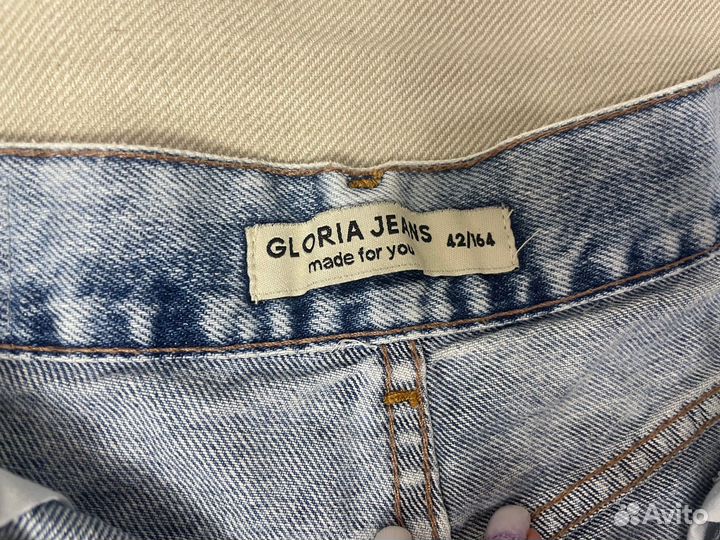 GLORIA JEANS
made for you
42/164
Avito